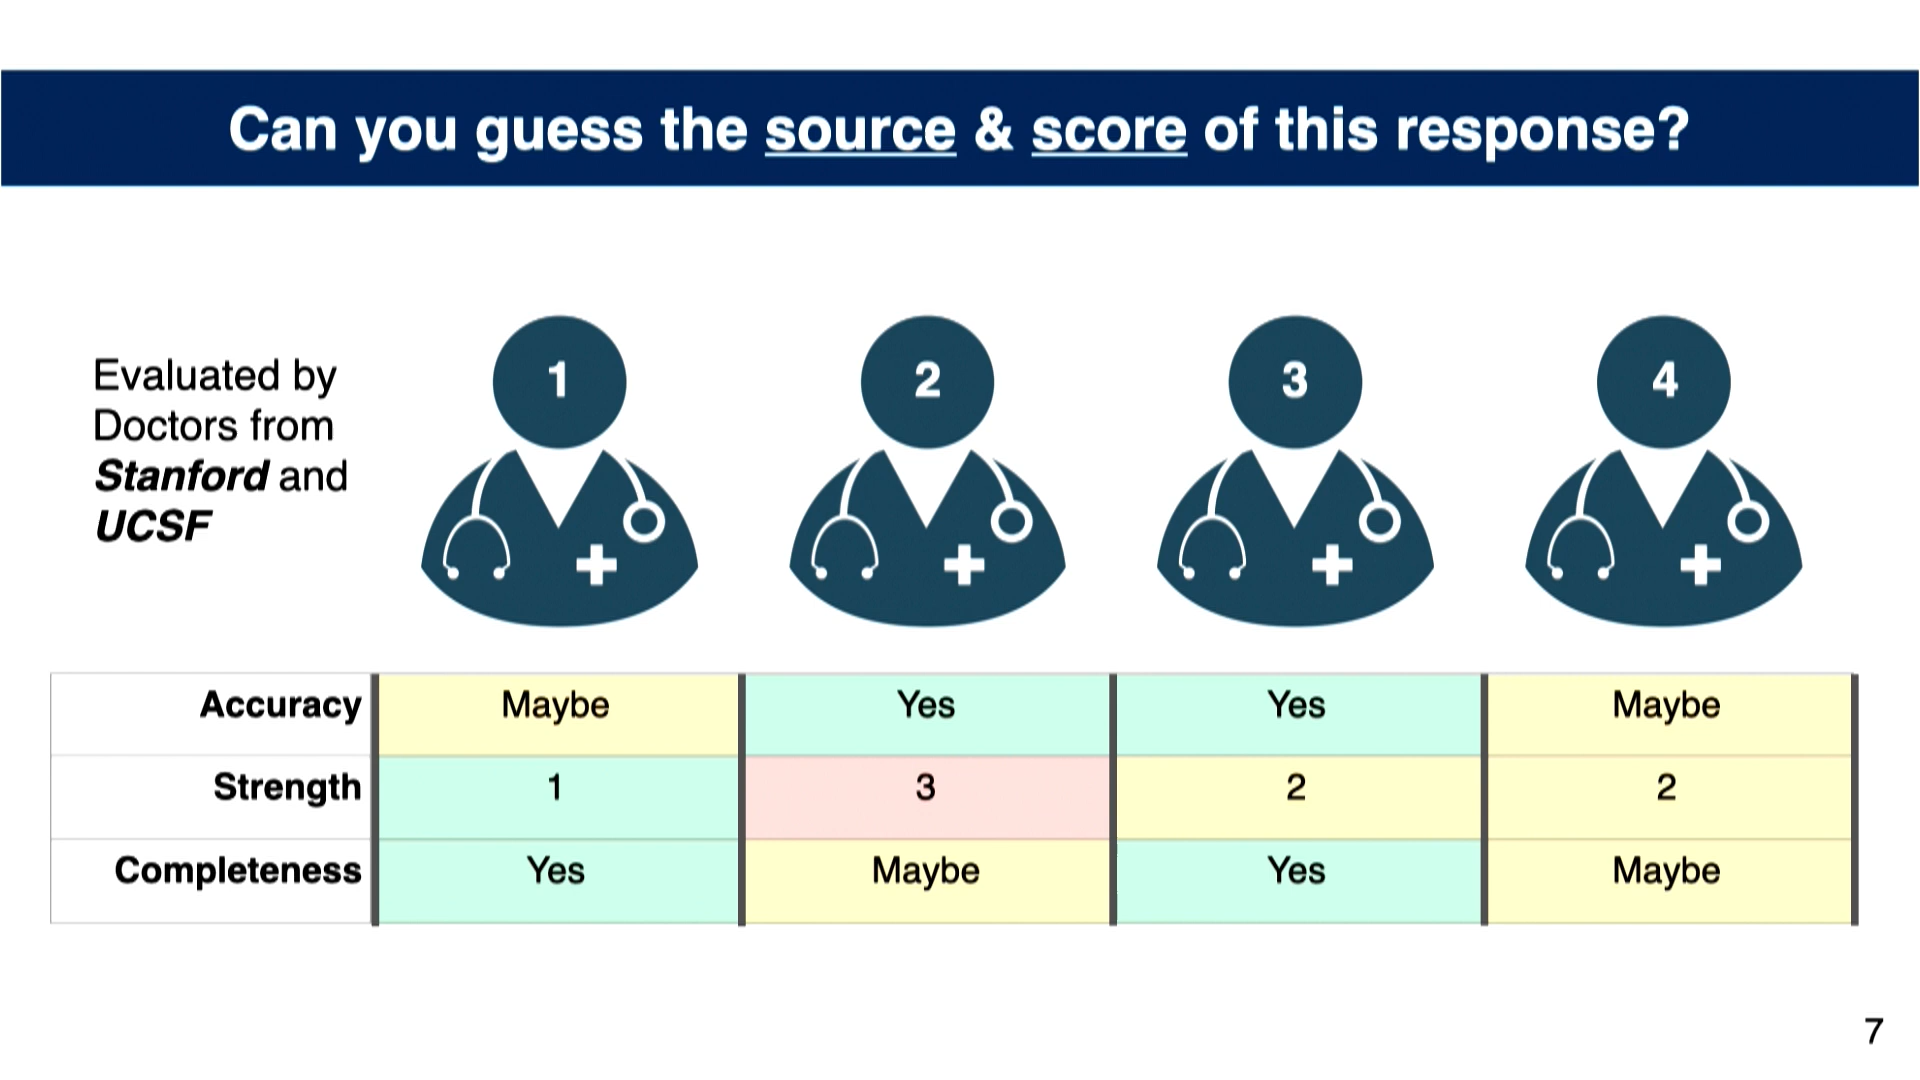 Can you guess the source & score of this response?
Evaluated by
Doctors from
Stanford and
UCSF
1 2 3 4
Accuracy Maybe Yes Yes Maybe
Strength 1 3 2 2
Completeness Yes Maybe Yes Maybe
7